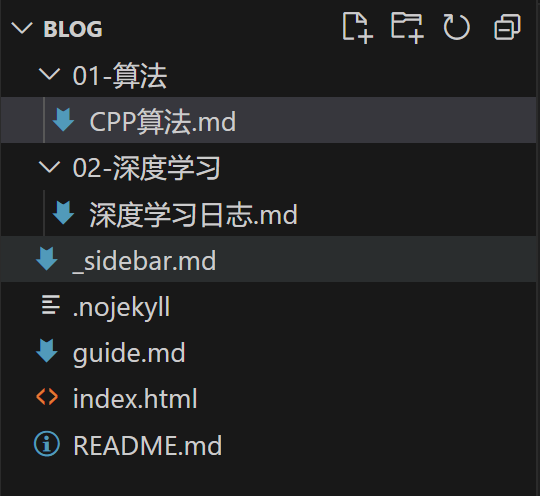 BLOG
01-算法
CPP算法.md
02-深度学习
深度学习日志.md
_sidebar.md
.nojekyll
guide.md
index.html
README.md